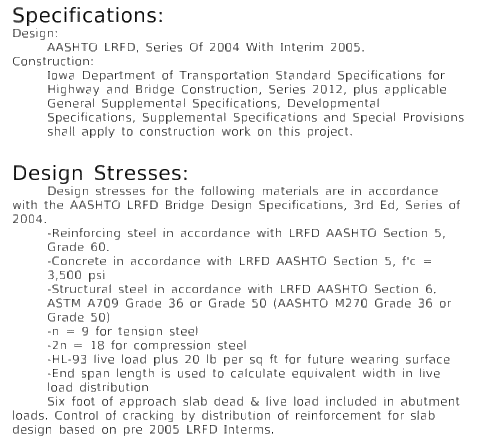 Specifications:
Design:
AASHTO LRFD, Series Of 2004 With Interim 2005.
Construction:
Iowa Department of Transportation Standard Specifications for
Highway and Bridge Construction, Series 2012, plus applicable
General Supplemental Specifications, Developmental
Specifications, Supplemental Specifications and Special Provisions
shall apply to construction work on this project.
Design Stresses:
Design stresses for the following materials are in accordance
with the AASHTO LRFD Bridge Design Specifications, 3rd Ed, Series of
2004.
-Reinforcing steel in accordance with LRFD AASHTO Section 5,
Grade 60.
-Concrete in accordance with LRFD AASHTO Section 5, f'c =
3,500 psi
-Structural steel in accordance with LRFD AASHTO Section 6.
ASTM A709 Grade 36 or Grade 50 (AASHTO M270 Grade 36 or
Grade 50)
-n = 9 for tension steel
-2n = 18 for compression steel
-HL-93 live load plus 20 lb per sq ft for future wearing surface
-End span length is used to calculate equivalent width in live
load distribution
Six foot of approach slab dead & live load included in abutment
loads. Control of cracking by distribution of reinforcement for slab
design based on pre 2005 LRFD Interms.